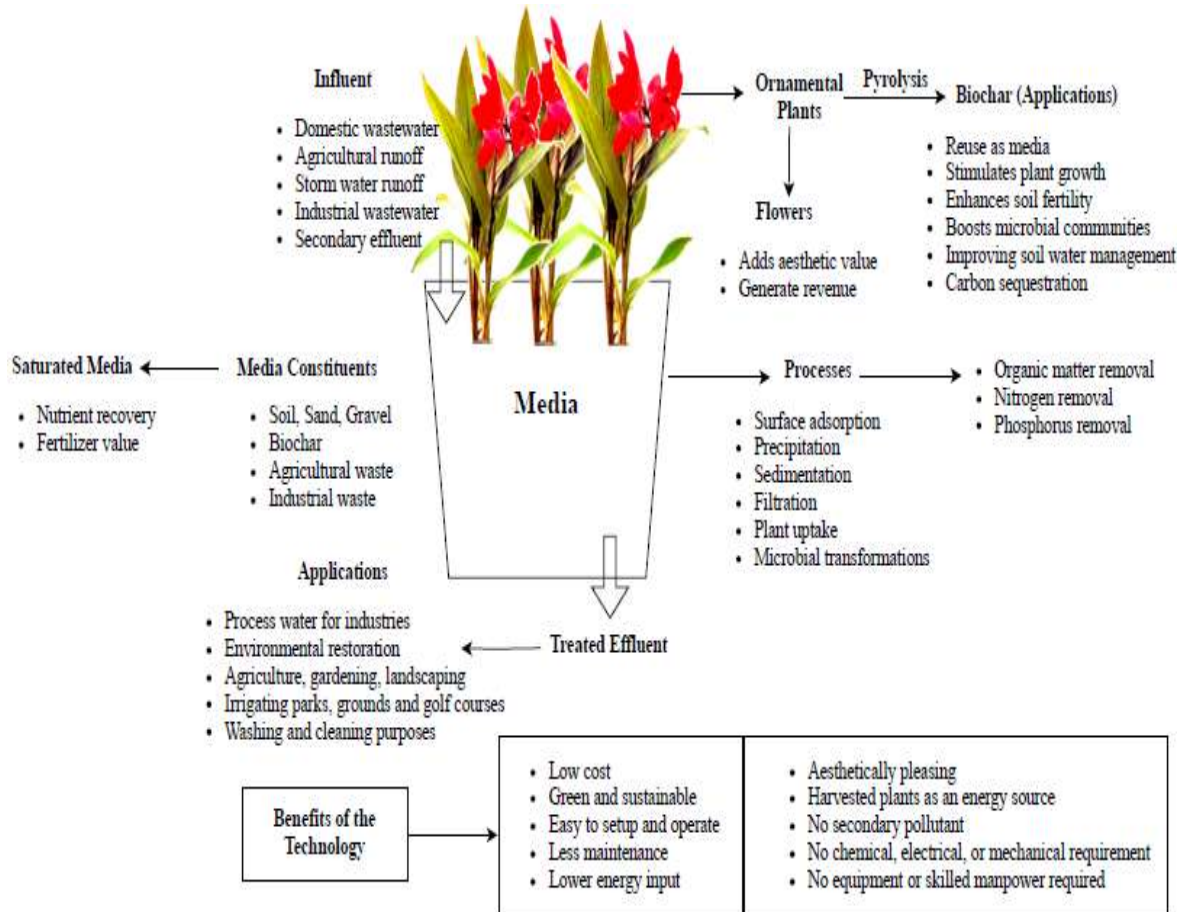 Influent
• Domestic wastewater
• Agricultural runoff
• Storm water runoff
• Industrial wastewater
• Secondary effluent
Ornamental
Plants
Pyrolysis
Biochar (Applications)
• Reuse as media
• Stimulates plant growth
• Enhances soil fertility
• Boosts microbial communities
• Improving soil water management
• Carbon sequestration
Flowers
• Adds aesthetic value
• Generate revenue
Saturated Media
• Nutrient recovery
• Fertilizer value
Media Constituents
• Soil, Sand, Gravel
• Biochar
• Agricultural waste
• Industrial waste
Media
Processes
• Surface adsorption
• Precipitation
• Sedimentation
• Filtration
• Plant uptake
• Microbial transformations
• Organic matter removal
• Nitrogen removal
• Phosphorus removal
Applications
• Process water for industries
• Environmental restoration
• Agriculture, gardening, landscaping
• Irrigating parks, grounds and golf courses
• Washing and cleaning purposes
Treated Effluent
Benefits of the
Technology
• Low cost
• Green and sustainable
• Easy to setup and operate
• Less maintenance
• Lower energy input
• Aesthetically pleasing
• Harvested plants as an energy source
• No secondary pollutant
• No chemical, electrical, or mechanical requirement
• No equipment or skilled manpower required